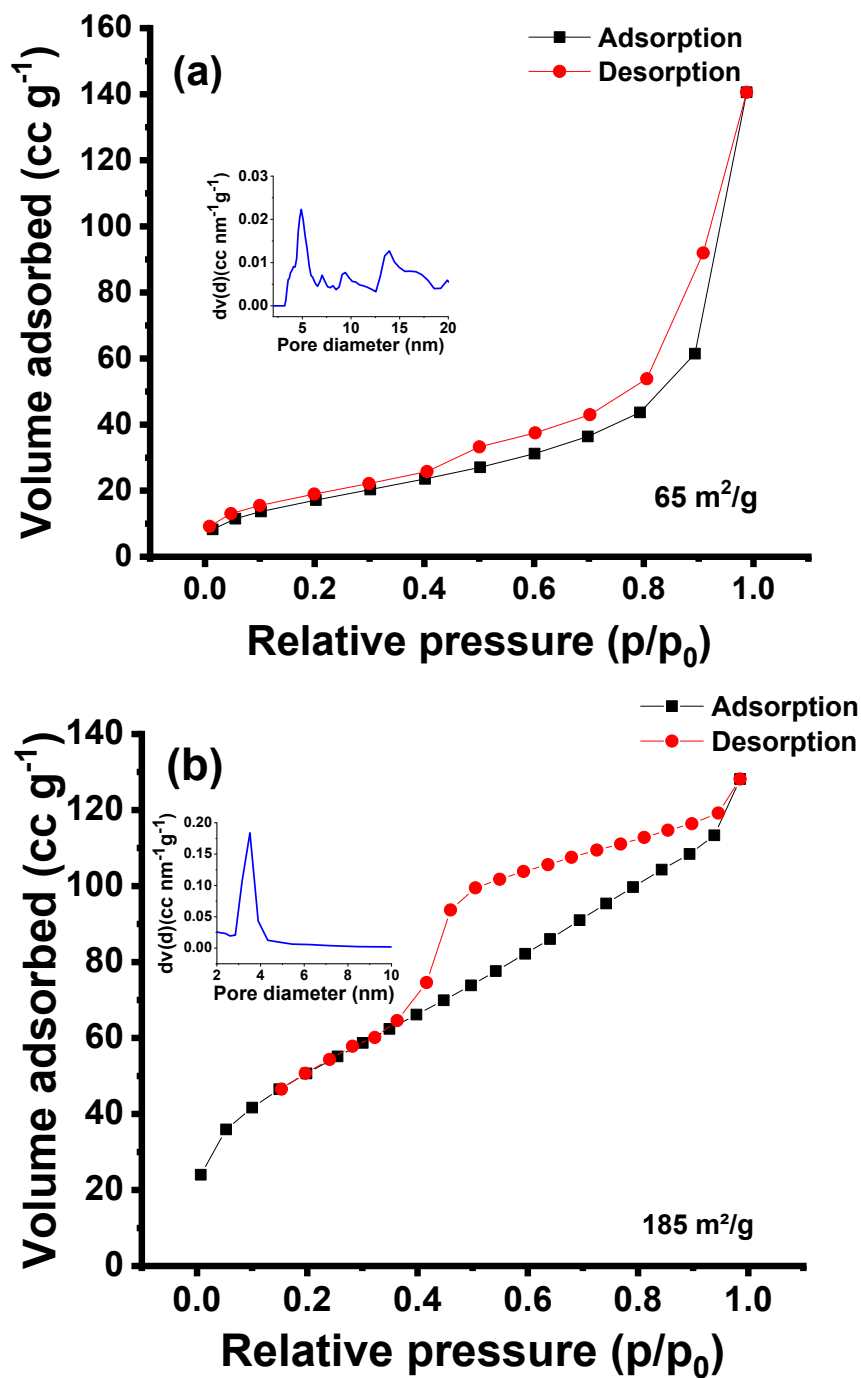 Adsorption
Desorption
(a)
160
140
120
100
80
60
40
20
0
Volume adsorbed (cc g⁻¹)
0.03
0.02
0.01
0.00
dv(d)(cc nm⁻¹g⁻¹)
5 10 15 20
Pore diameter (nm)
65 m²/g
0.0 0.2 0.4 0.6 0.8 1.0
Relative pressure (p/p₀)
Adsorption
Desorption
(b)
140
120
100
80
60
40
20
0
Volume adsorbed (cc g⁻¹)
0.20
0.15
0.10
0.05
0.00
dv(d)(cc nm⁻¹g⁻¹)
2 4 6 8 10
Pore diameter (nm)
185 m²/g
0.0 0.2 0.4 0.6 0.8 1.0
Relative pressure (p/p₀)